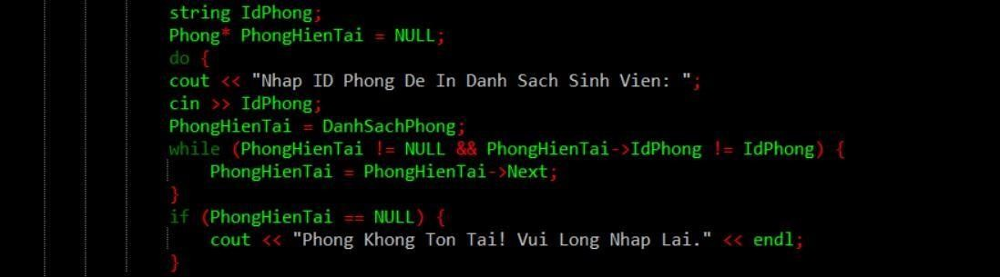 string IdPhong;
Phong* PhongHienTai = NULL;
do {
cout << "Nhap ID Phong De In Danh Sach Sinh Vien: ";
cin >> IdPhong;
PhongHienTai = DanhSachPhong;
while (PhongHienTai != NULL && PhongHienTai->IdPhong != IdPhong) {
    PhongHienTai = PhongHienTai->Next;
}
if (PhongHienTai == NULL) {
    cout << "Phong Khong Ton Tai! Vui Long Nhap Lai." << endl;
}